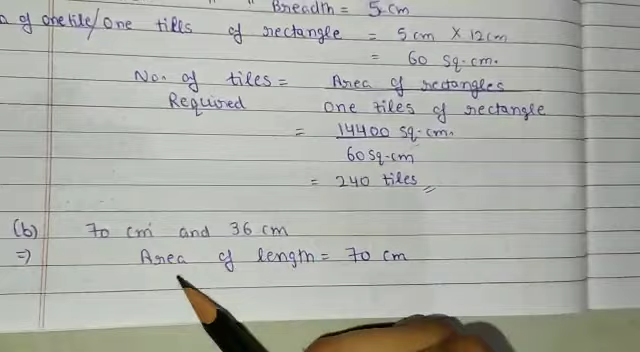 " " Breadth = 5 cm
of one tile/one tiles of rectangle = 5 cm × 12 cm
= 60 sq.cm.
No. of tiles = Area of rectangles
Required One tiles of rectangle
= 14400 sq.cm.
60 sq.cm
= 240 tiles
(b) 70 cm and 36 cm
⇒ Area of length = 70 cm